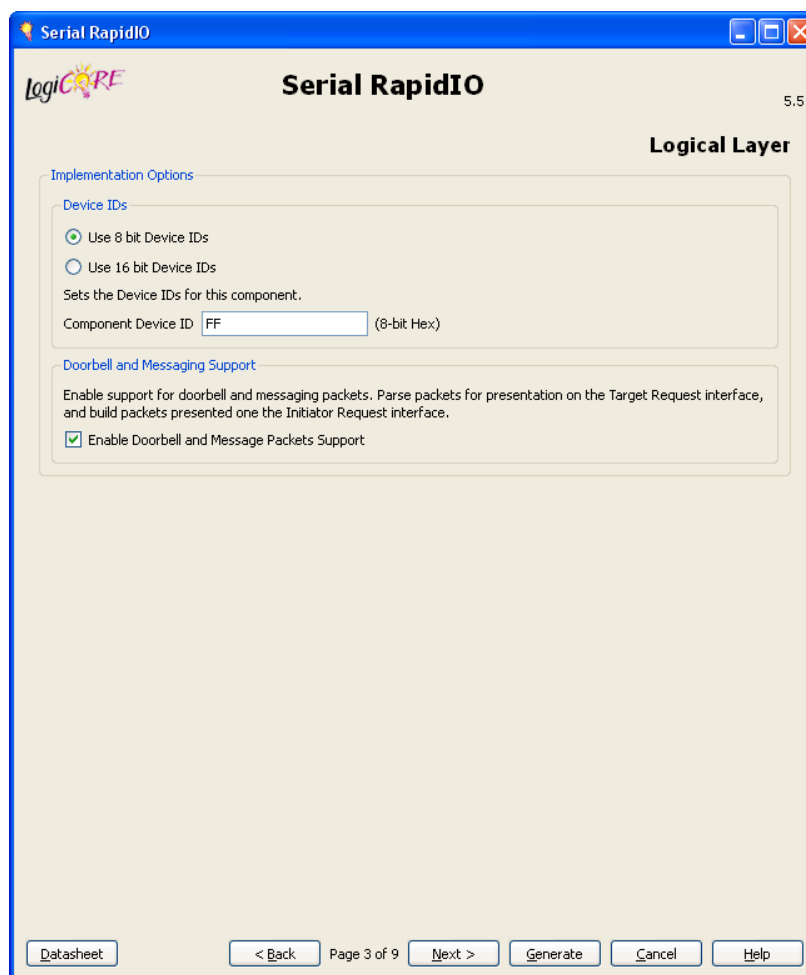 Serial RapidIO
LogiCORE
Serial RapidIO
5.5
Logical Layer
Implementation Options
Device IDs
Use 8 bit Device IDs
Use 16 bit Device IDs
Sets the Device IDs for this component.
Component Device ID FF (8-bit Hex)
Doorbell and Messaging Support
Enable support for doorbell and messaging packets. Parse packets for presentation on the Target Request interface,
and build packets presented one the Initiator Request interface.
Enable Doorbell and Message Packets Support
Datasheet < Back Page 3 of 9 Next > Generate Cancel Help